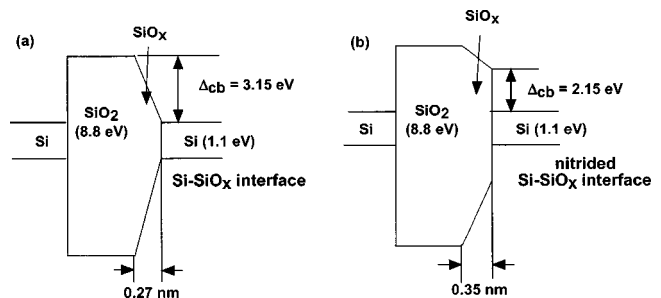 (a)
SiOx
Δcb = 3.15 eV
SiO2
(8.8 eV)
Si
Si (1.1 eV)
Si-SiOx interface
0.27 nm
(b)
SiOx
Δcb = 2.15 eV
SiO2
(8.8 eV)
Si
Si (1.1 eV)
nitrided
Si-SiOx interface
0.35 nm